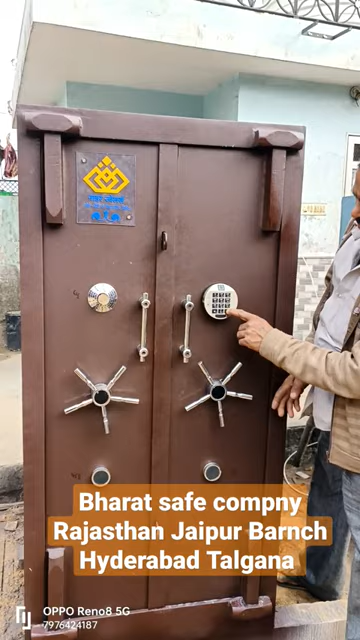 Bharat safe compny
Rajasthan Jaipur Barnch
Hyderabad Talgana
OPPO Reno8 5G
7976424187